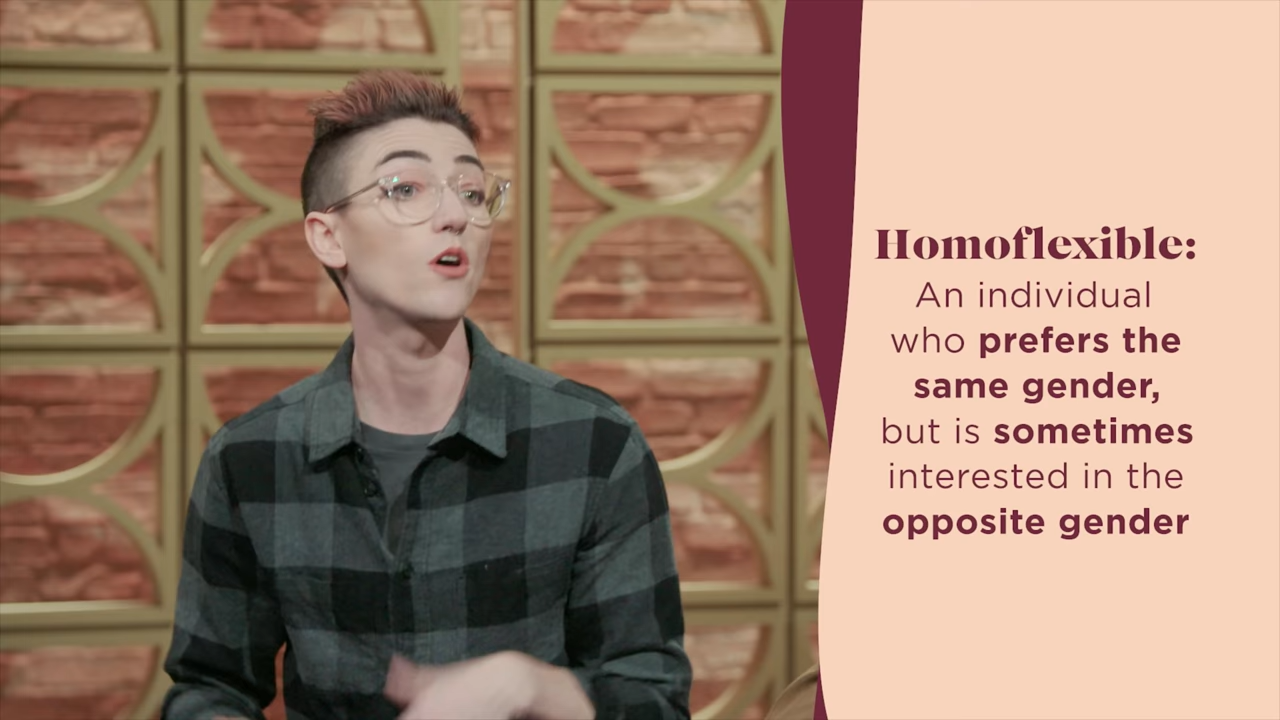 Homoflexible:
An individual
who prefers the
same gender,
but is sometimes
interested in the
opposite gender